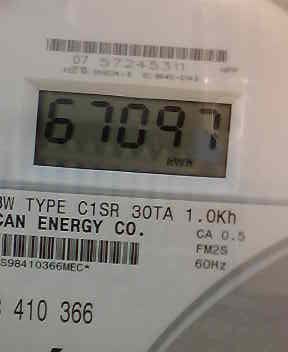 07 57245311
67097
kWh
3W TYPE C1SR 30TA 1.0Kh
CAN ENERGY CO.
CA 0.5
FM2S
60Hz
S98410366MEC*
410 366